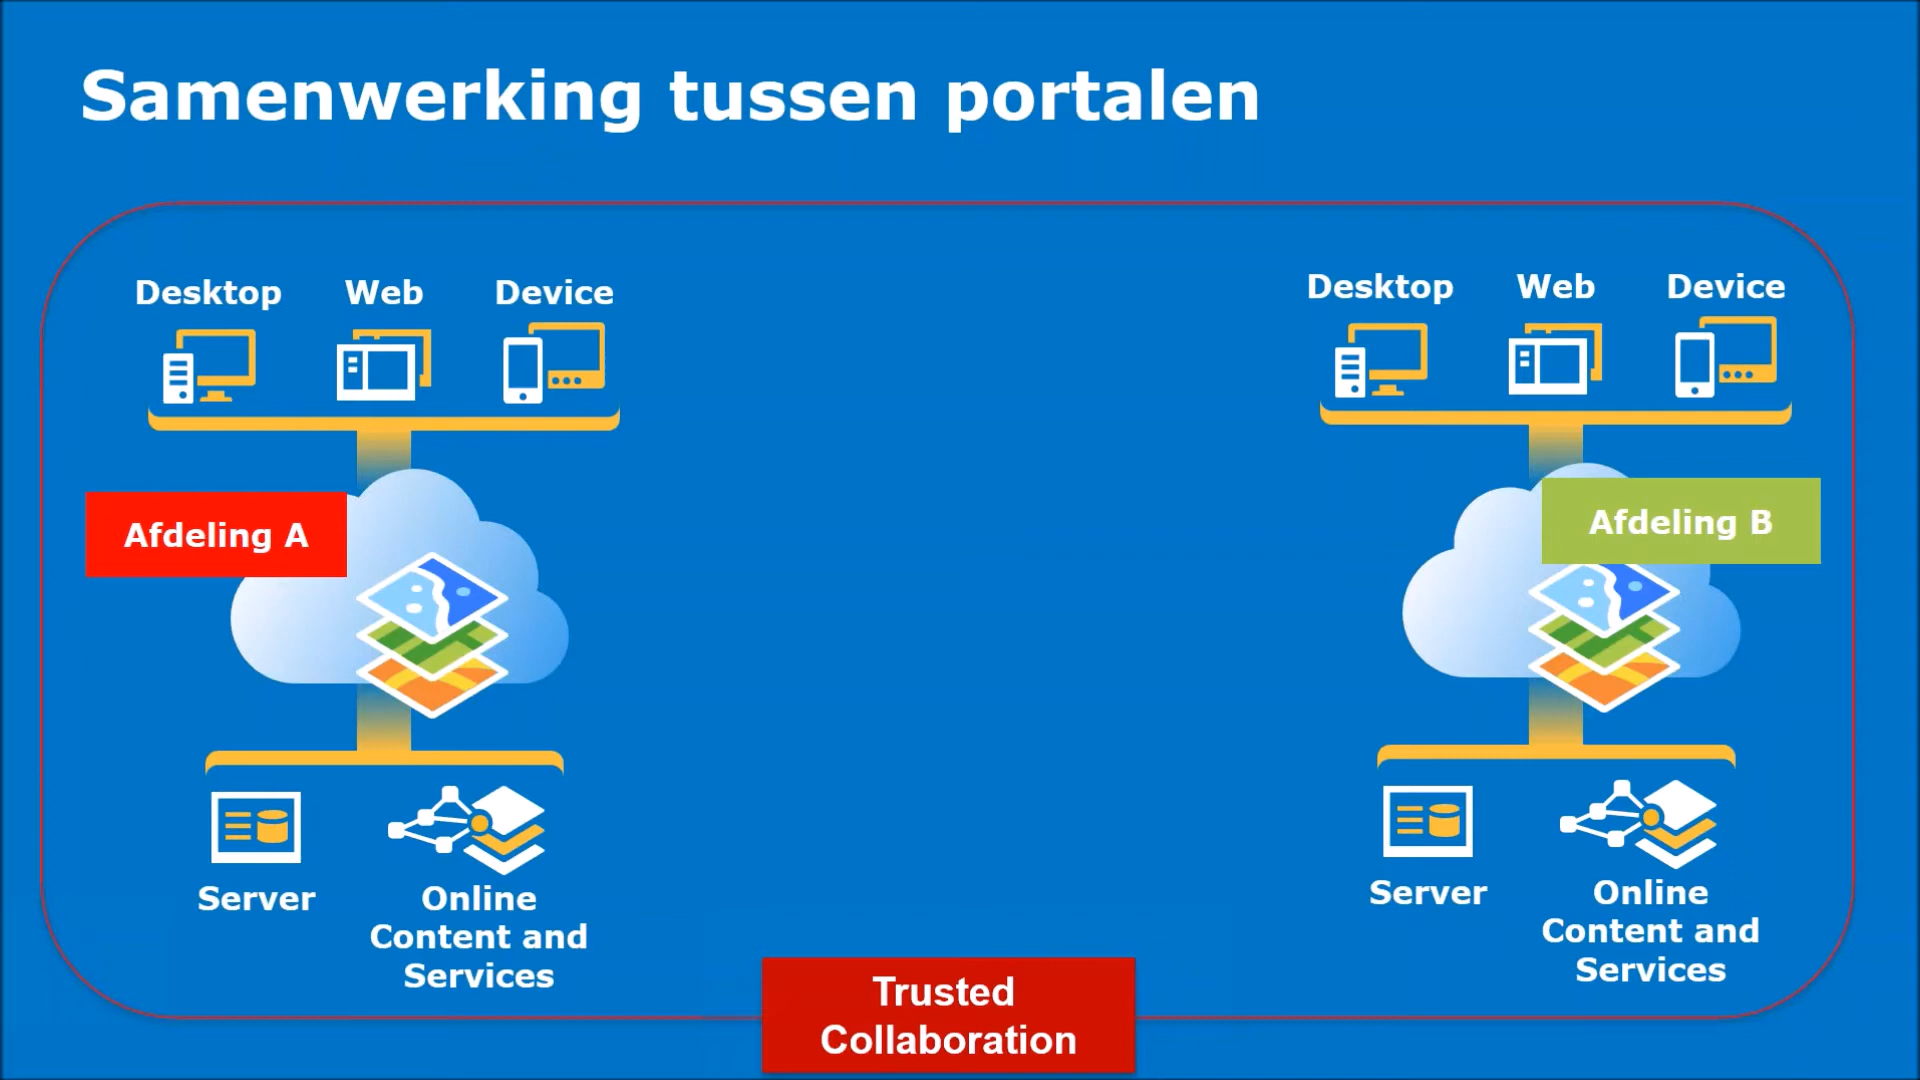 Samenwerking tussen portalen
Desktop Web Device
Afdeling A
Server
Online
Content and
Services
Desktop Web Device
Afdeling B
Server
Online
Content and
Services
Trusted
Collaboration